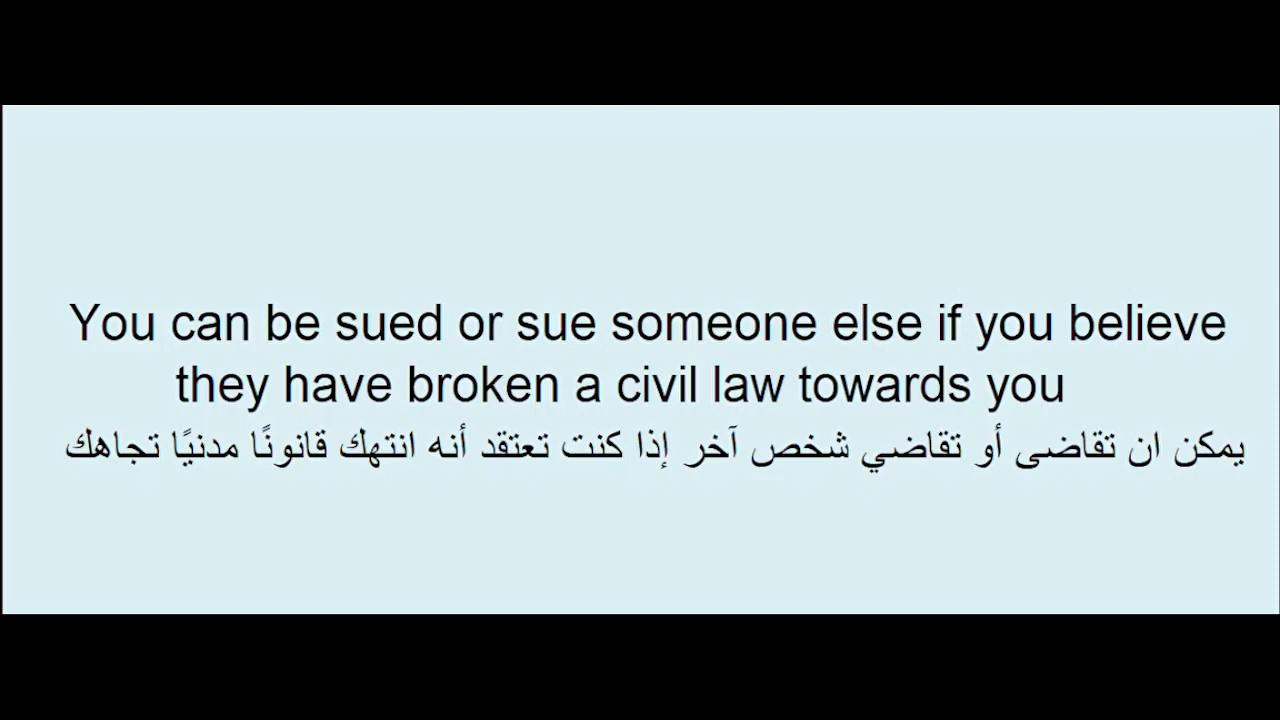 You can be sued or sue someone else if you believe
they have broken a civil law towards you
يمكن ان تقاضى أو تقاضي شخص آخر إذا كنت تعتقد أنه انتهك قانونًا مدنيًا تجاهك